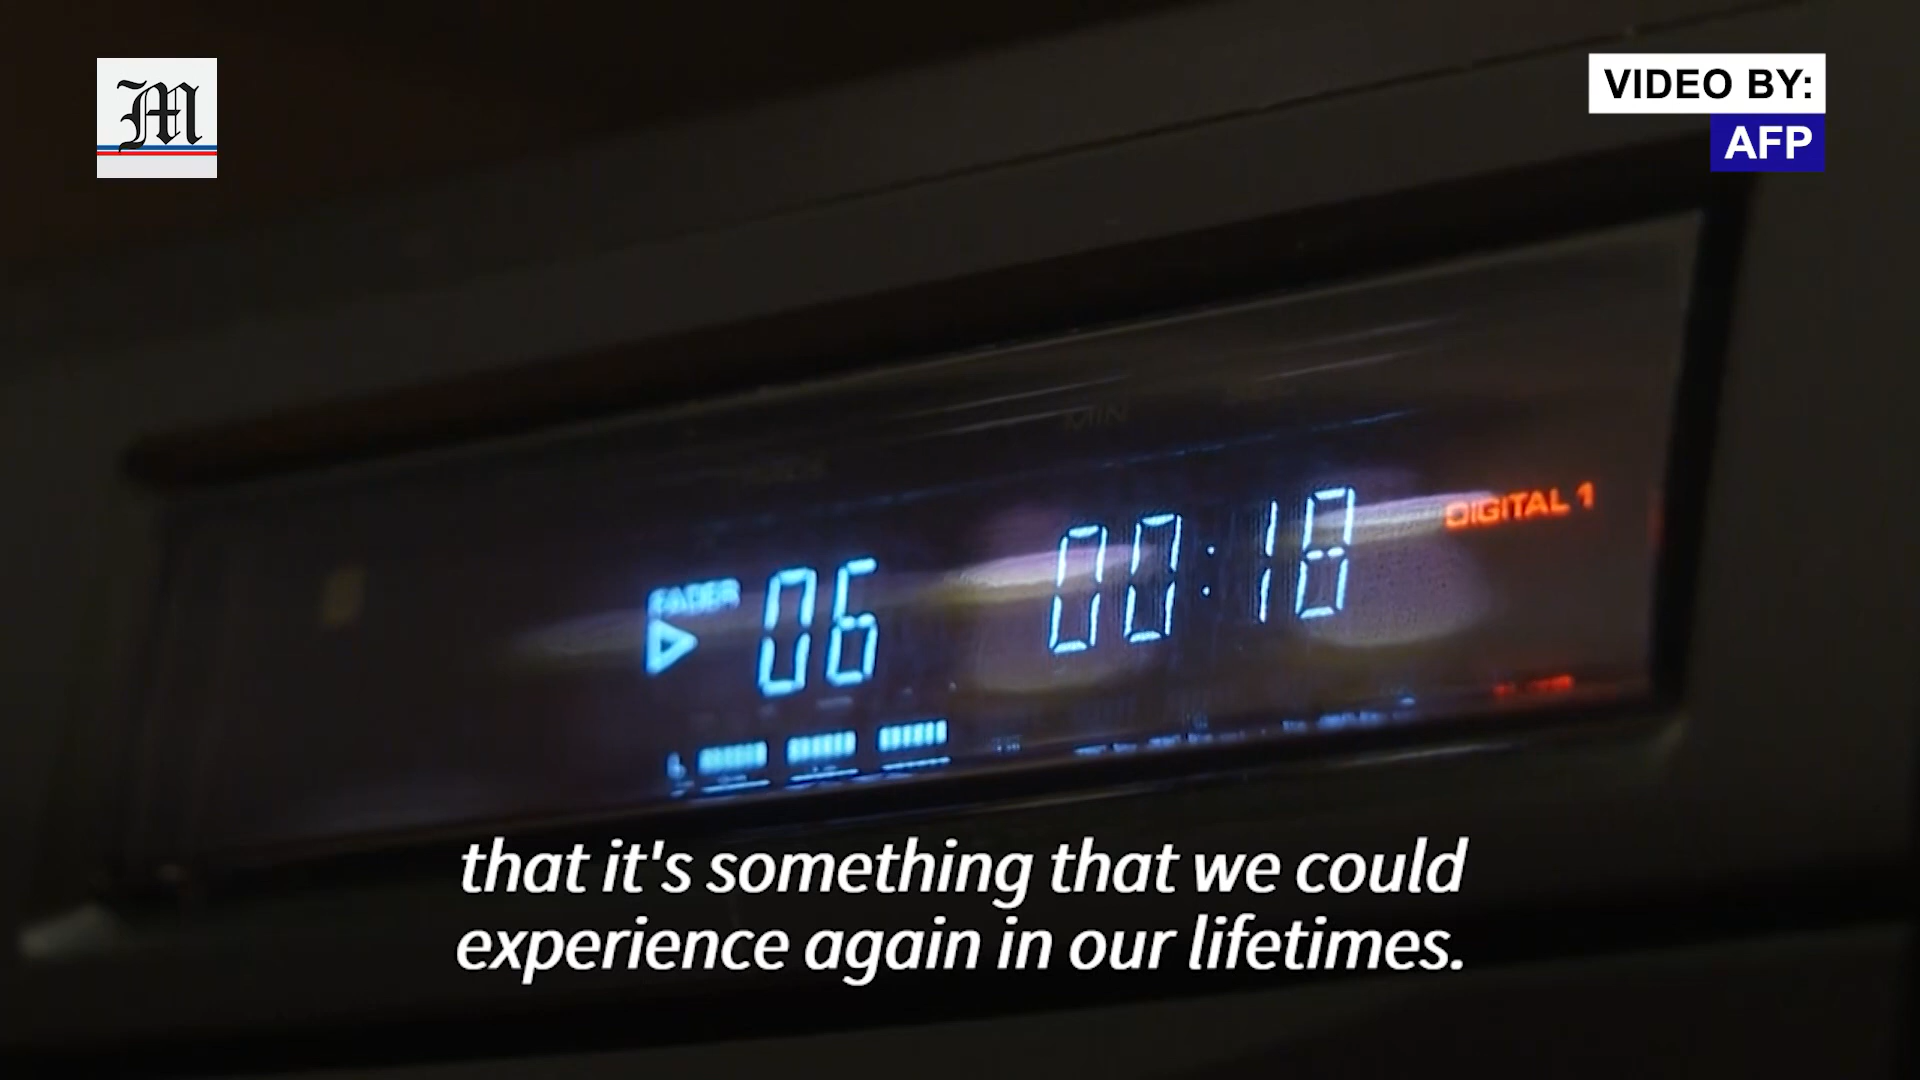 M
VIDEO BY:
AFP
MIN
DIGITAL 1
FADER
06 00:18
L
that it's something that we could
experience again in our lifetimes.